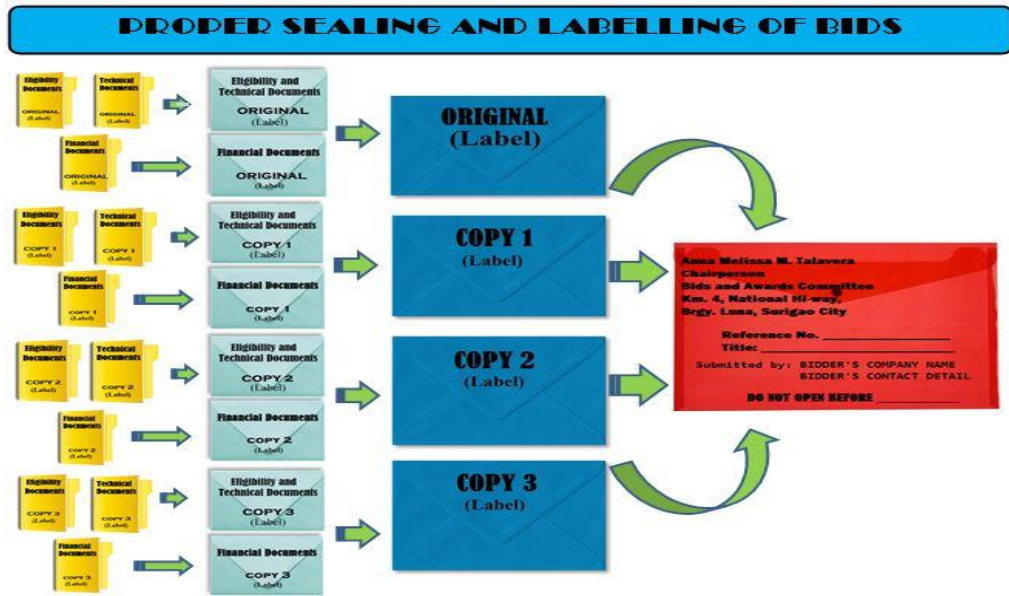 PROPER SEALING AND LABELLING OF BIDS
Eligibility
Documents
ORIGINAL
(Label)
Technical
Documents
ORIGINAL
(Label)
Eligibility and
Technical Documents
ORIGINAL
(Label)
Financial
Documents
ORIGINAL
(Label)
Financial Documents
ORIGINAL
(Label)
ORIGINAL
(Label)
Eligibility
Documents
COPY 1
(Label)
Technical
Documents
COPY 1
(Label)
Eligibility and
Technical Documents
COPY 1
(Label)
Financial
Documents
COPY 1
(Label)
Financial Documents
COPY 1
(Label)
COPY 1
(Label)
Eligibility
Documents
COPY 2
(Label)
Technical
Documents
COPY 2
(Label)
Eligibility and
Technical Documents
COPY 2
(Label)
Financial
Documents
COPY 2
(Label)
Financial Documents
COPY 2
(Label)
COPY 2
(Label)
Eligibility
Documents
COPY 3
(Label)
Technical
Documents
COPY 3
(Label)
Eligibility and
Technical Documents
COPY 3
(Label)
Financial
Documents
COPY 3
(Label)
Financial Documents
COPY 3
(Label)
COPY 3
(Label)
Anna Melissa M. Talavera
Chairperson
Bids and Awards Committee
Km. 4, National Hi-way,
Brgy. Luna, Surigao City
Reference No. ________________
Title: ________________________
Submitted by: BIDDER'S COMPANY NAME
BIDDER'S CONTACT DETAIL
DO NOT OPEN BEFORE ____________